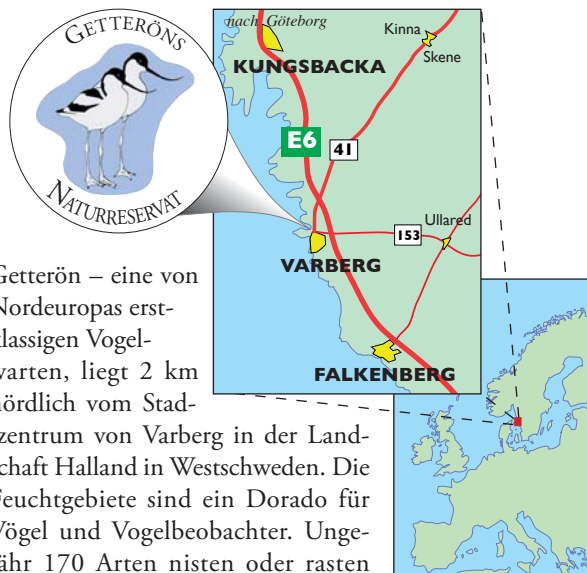 GETTERÖNS
NATURRESERVAT
nach Göteborg
Kinna
Skene
KUNGSBACKA
E6
41
153
Ullared
VARBERG
FALKENBERG
Getterön – eine von
Nordeuropas erst-
klassigen Vogel-
warten, liegt 2 km
nördlich vom Stad-
zentrum von Varberg in der Land-
schaft Halland in Westschweden. Die
Feuchtgebiete sind ein Dorado für
Vögel und Vogelbeobachter. Unge-
fähr 170 Arten nisten oder rasten